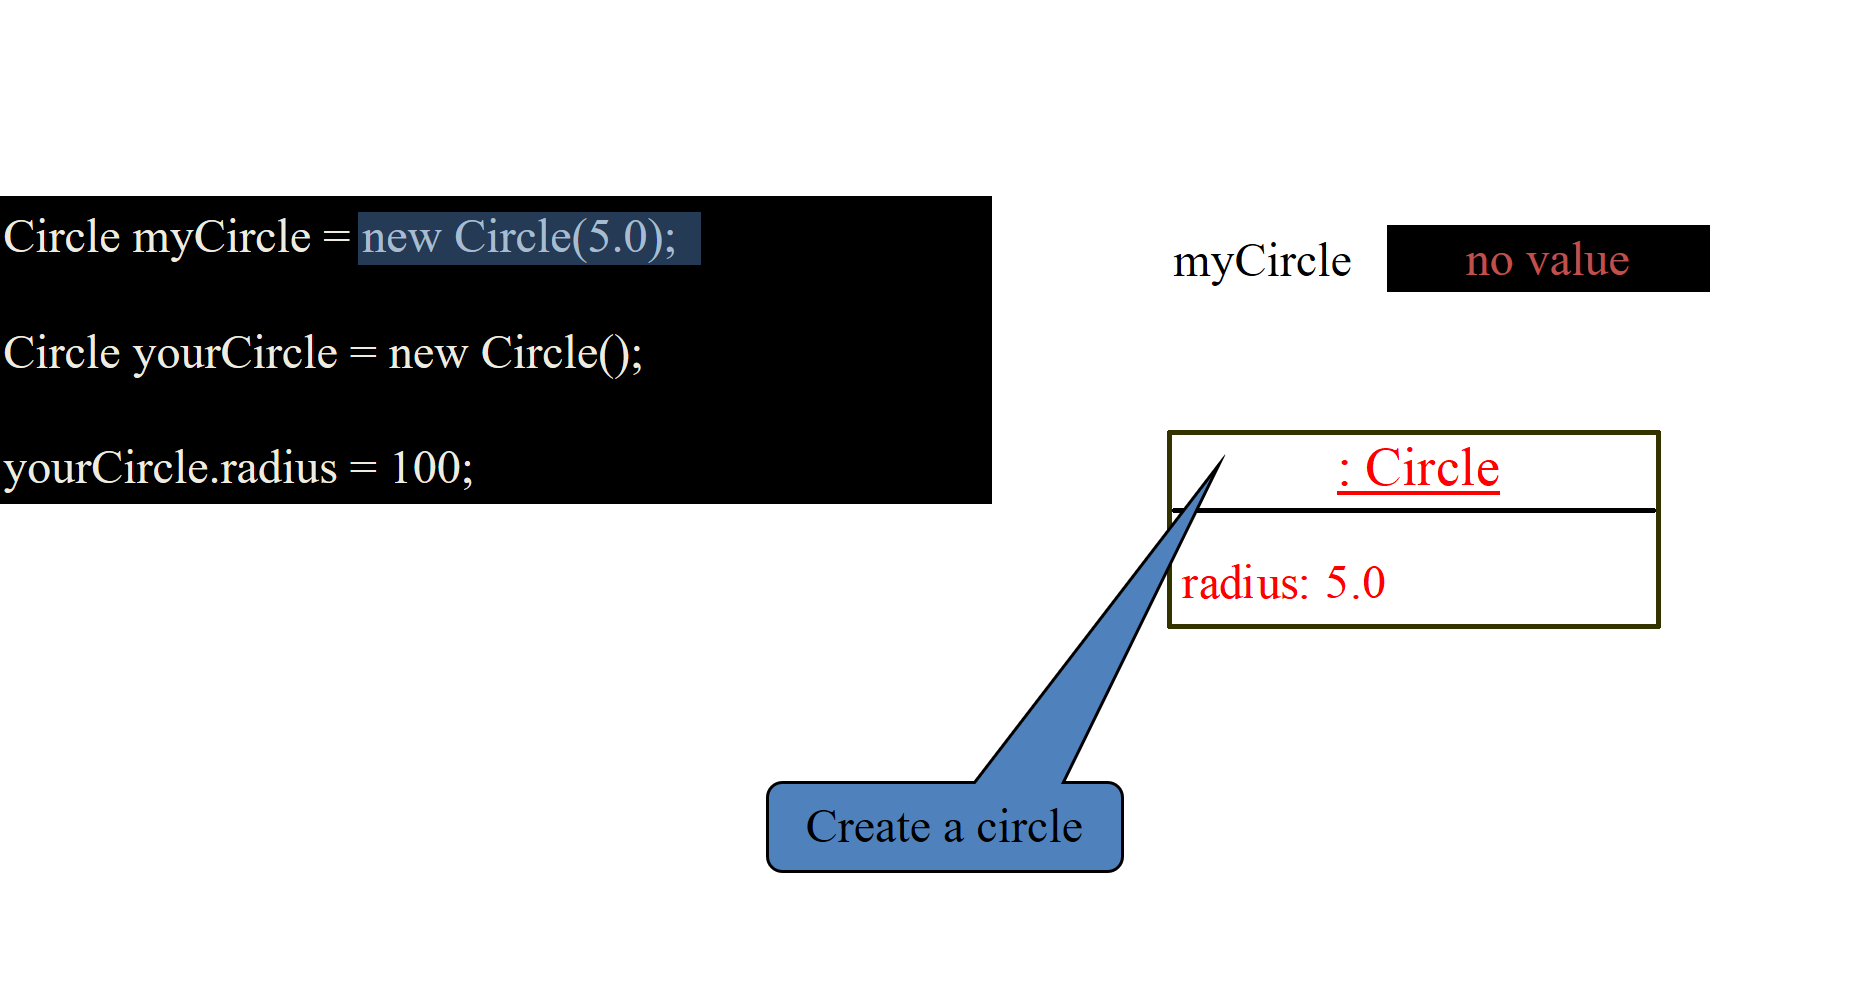 Circle myCircle = new Circle(5.0);
Circle yourCircle = new Circle();
yourCircle.radius = 100;
myCircle no value
: Circle
radius: 5.0
Create a circle